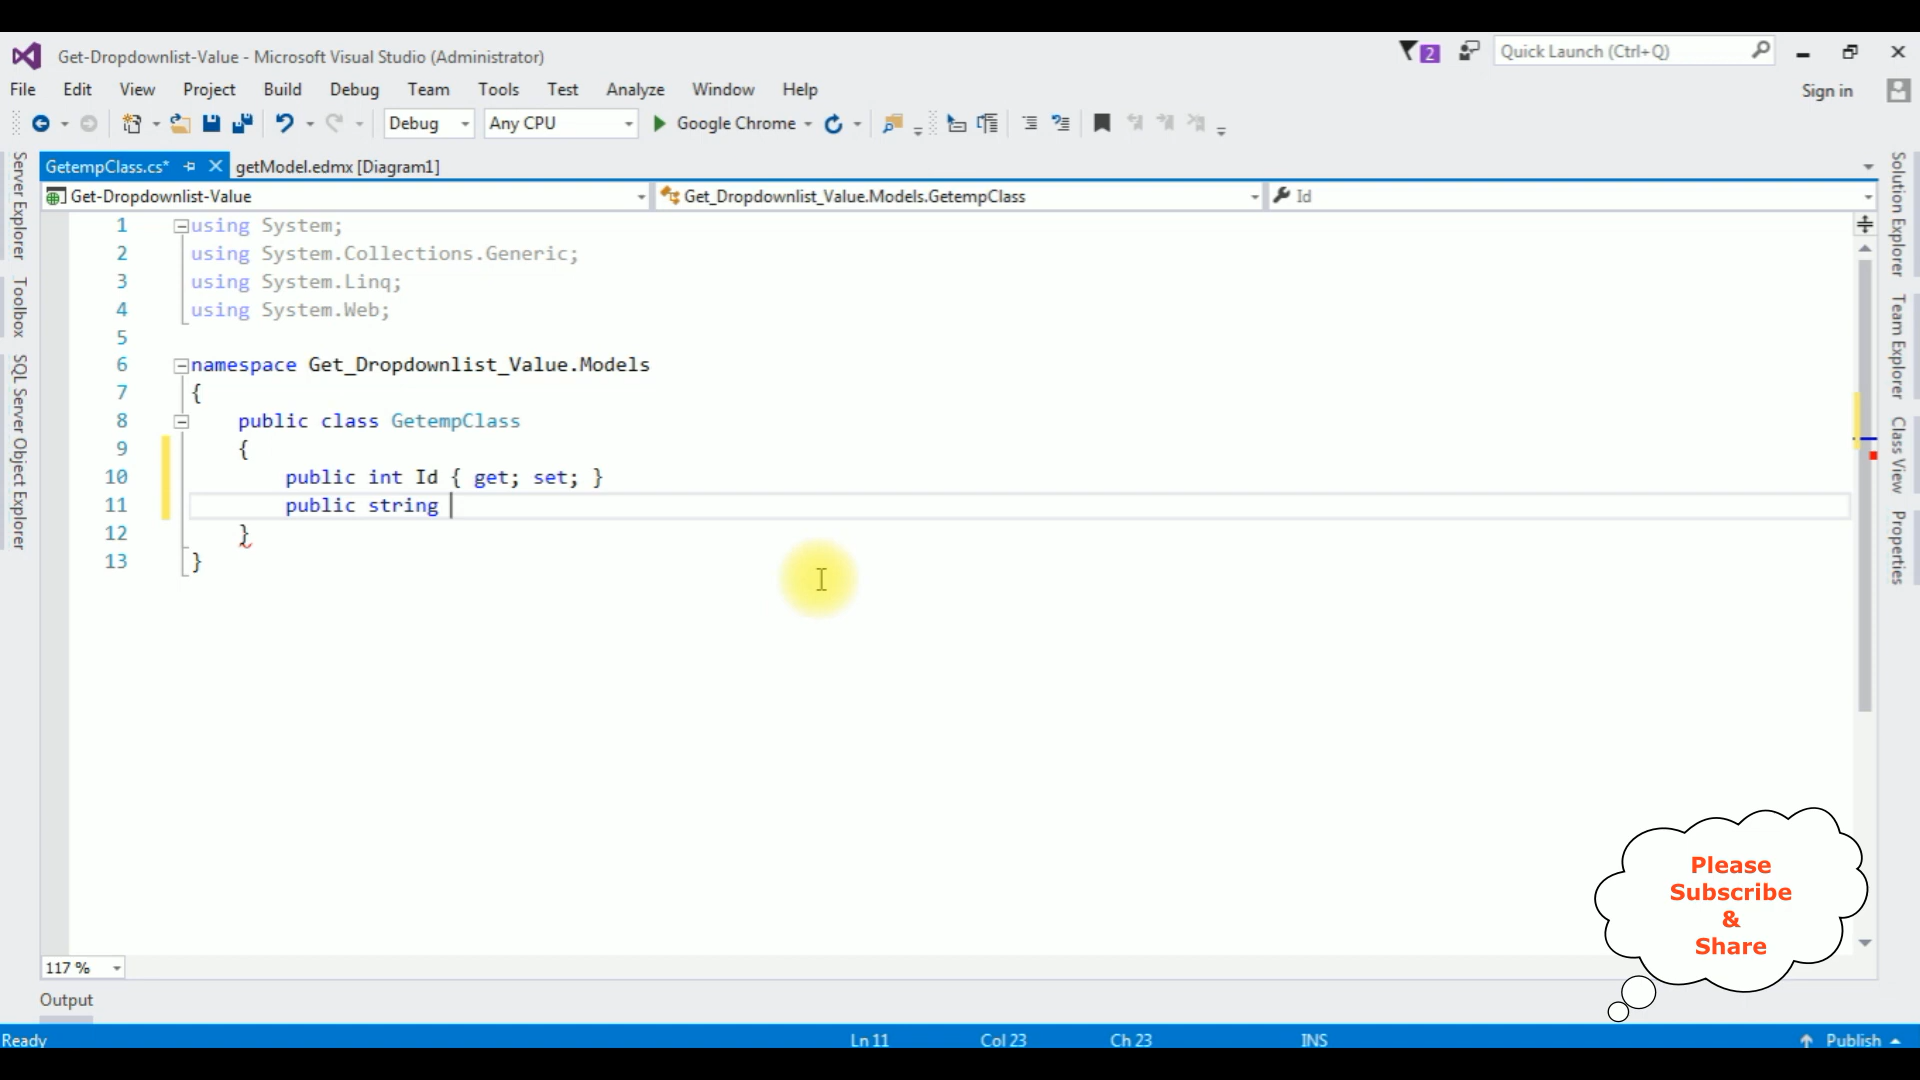 Get-Dropdownlist-Value - Microsoft Visual Studio (Administrator)
2
Quick Launch (Ctrl+Q)
File Edit View Project Build Debug Team Tools Test Analyze Window Help
Sign in
Debug
Any CPU
Google Chrome
GetempClass.cs*
getModel.edmx [Diagram1]
Get-Dropdownlist-Value
Get_Dropdownlist_Value.Models.GetempClass
Id
Server Explorer
Toolbox
SQL Server Object Explorer
1 using System;
2 using System.Collections.Generic;
3 using System.Linq;
4 using System.Web;
5
6 namespace Get_Dropdownlist_Value.Models
7 {
8 public class GetempClass
9 {
10 public int Id { get; set; }
11 public string
12 }
13 }
Solution Explorer
Team Explorer
Class View
Properties
Please
Subscribe
&
Share
117 %
Output
Ready
Ln 11
Col 23
Ch 23
INS
Publish